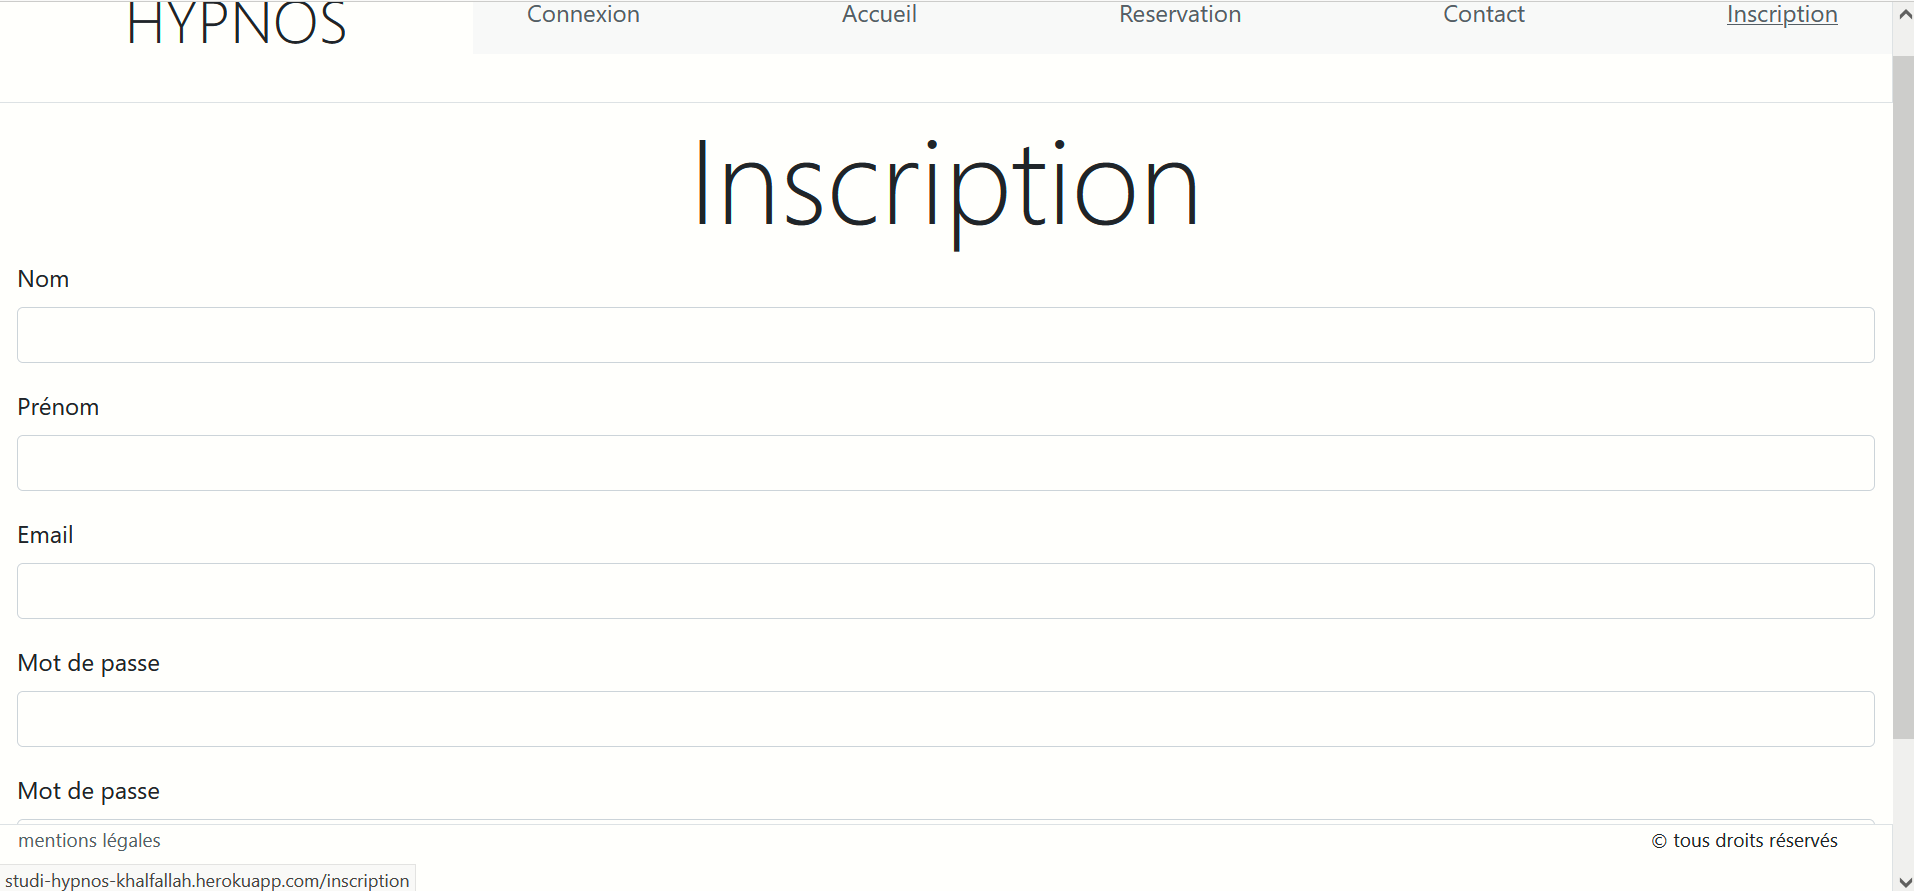 HYPNOS
Connexion Accueil Reservation Contact Inscription
Inscription
Nom
Prénom
Email
Mot de passe
Mot de passe
mentions légales © tous droits réservés
studi-hypnos-khalfallah.herokuapp.com/inscription